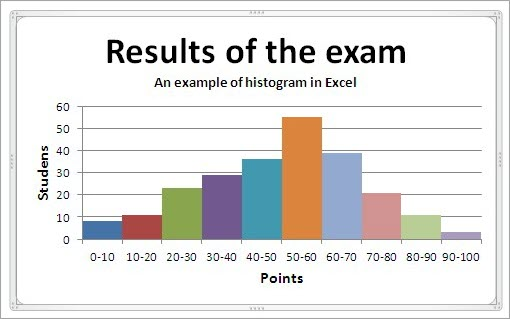 Results of the exam
An example of histogram in Excel
60
50
40
30
20
10
0
Studens
0-10 10-20 20-30 30-40 40-50 50-60 60-70 70-80 80-90 90-100
Points